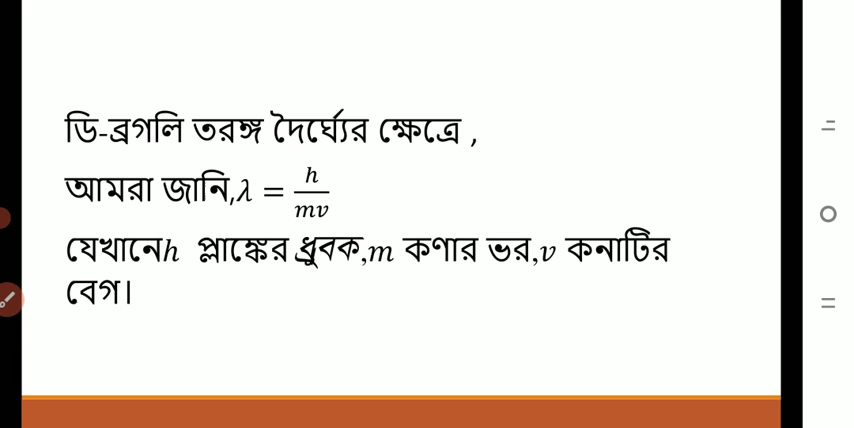 ডি-ব্রগলি তরঙ্গ দৈর্ঘ্যের ক্ষেত্রে ,
আমরা জানি,λ = h/mv
যেখানেh প্লাঙ্কের ধ্রুবক,m কণার ভর,v কনাটির
বেগ।